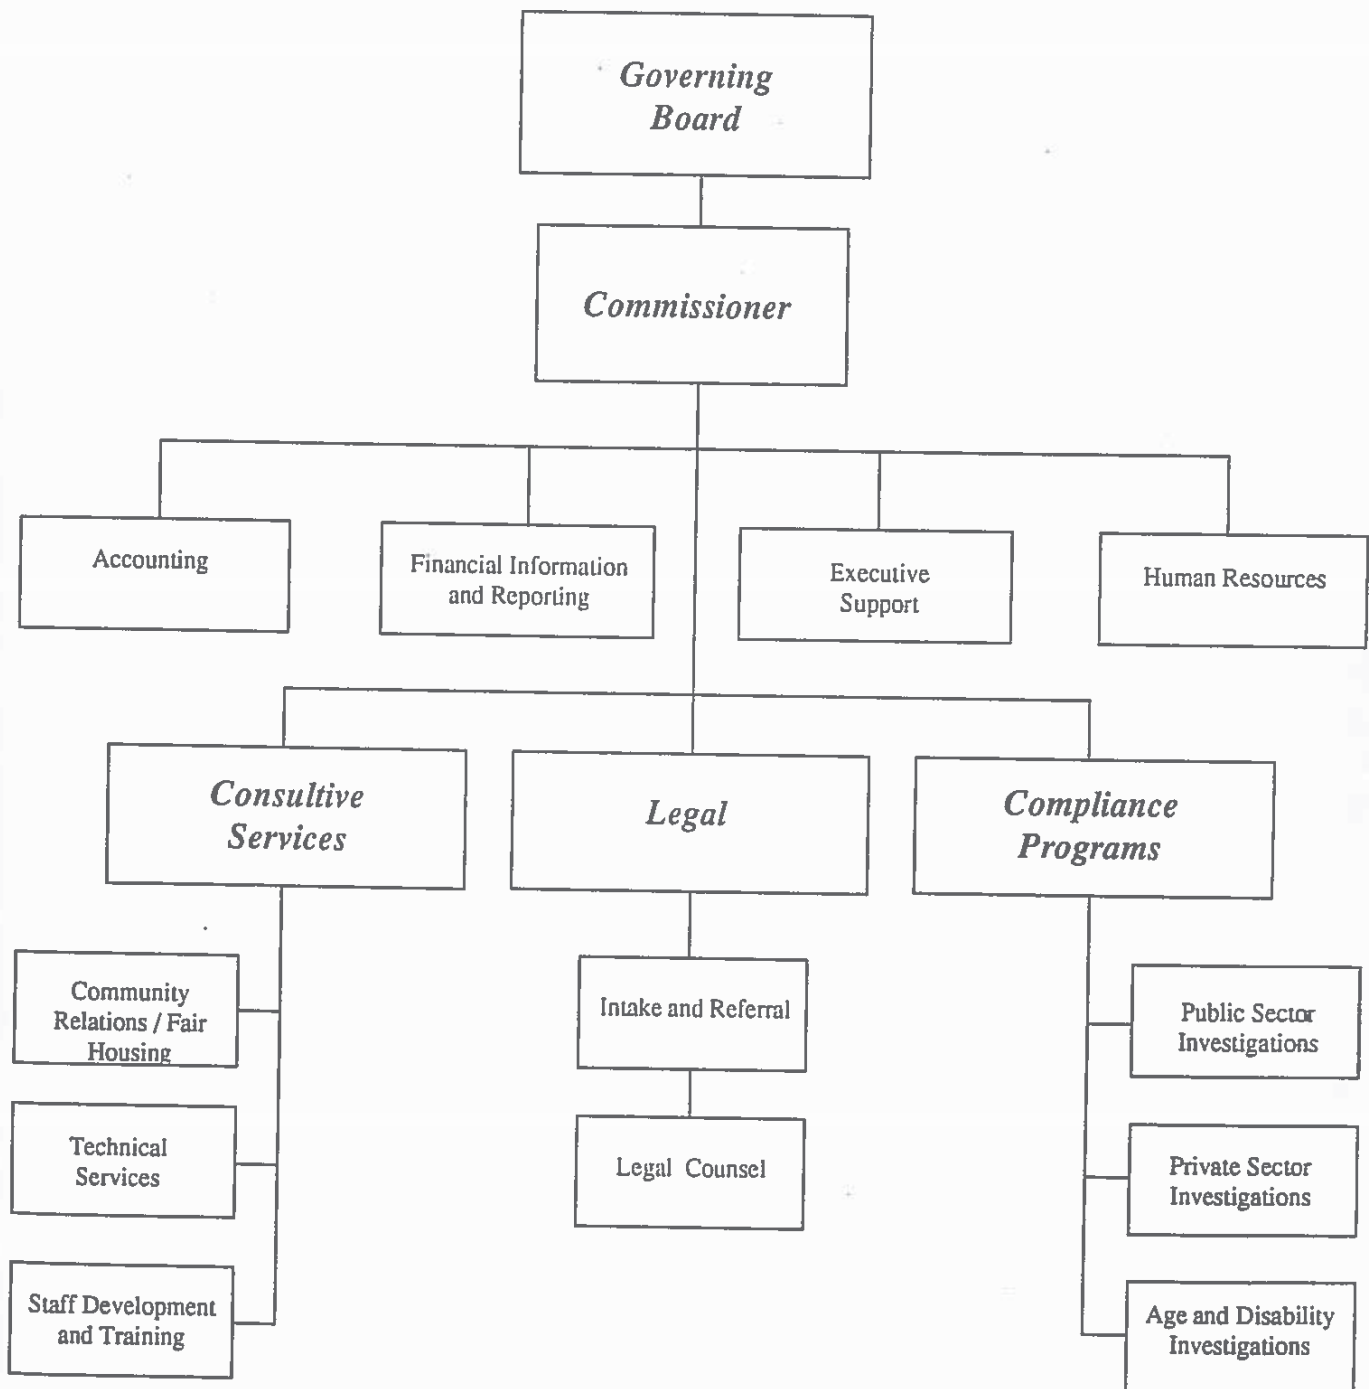 Governing
Board
Commissioner
Accounting
Financial Information
and Reporting
Executive
Support
Human Resources
Consultive
Services
Legal
Compliance
Programs
Community
Relations / Fair
Housing
Technical
Services
Staff Development
and Training
Intake and Referral
Legal Counsel
Public Sector
Investigations
Private Sector
Investigations
Age and Disability
Investigations